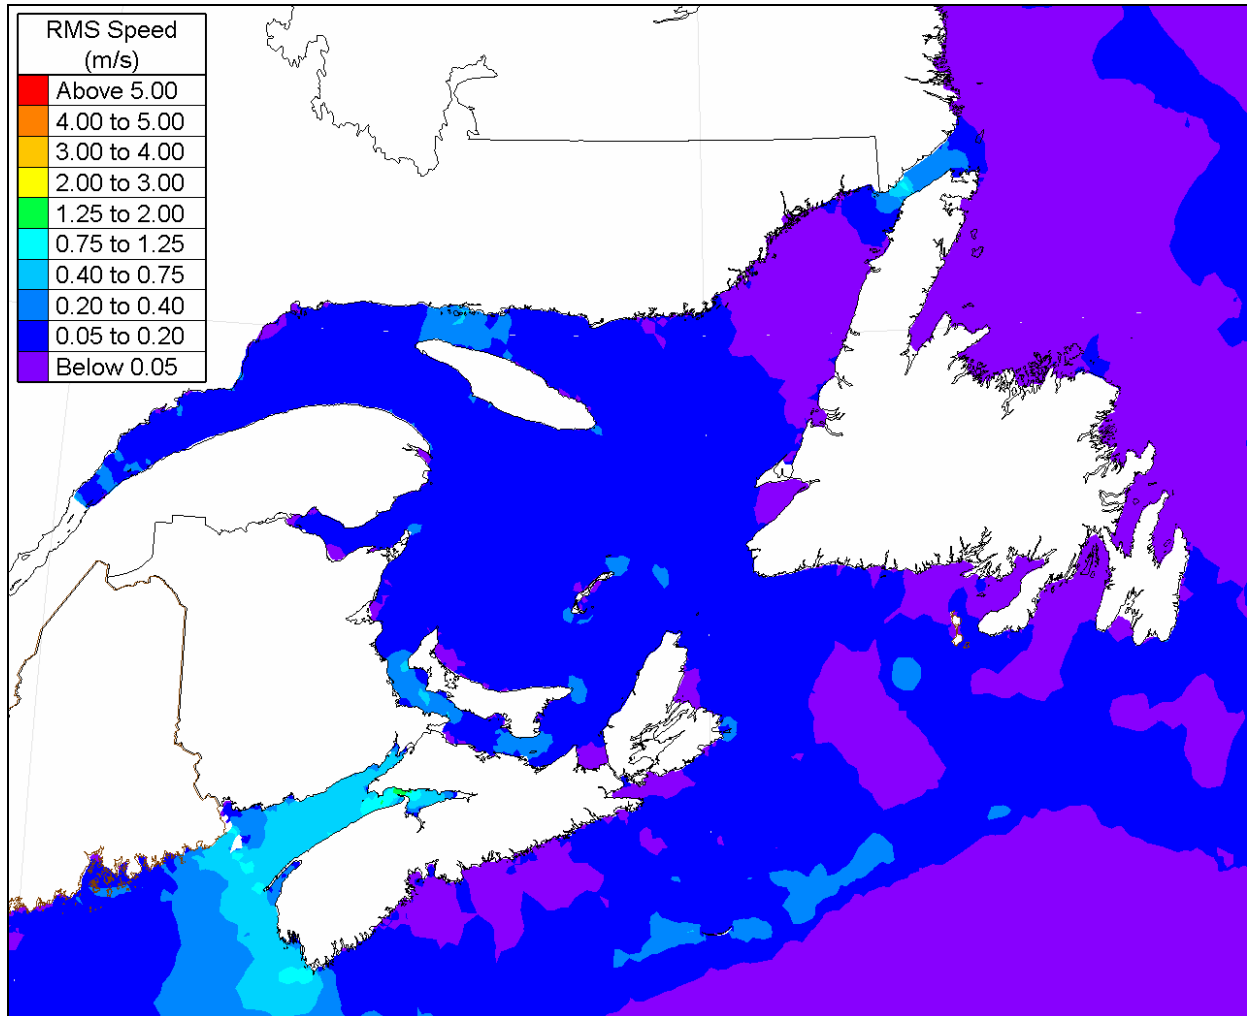 RMS Speed
(m/s)
Above 5.00
4.00 to 5.00
3.00 to 4.00
2.00 to 3.00
1.25 to 2.00
0.75 to 1.25
0.40 to 0.75
0.20 to 0.40
0.05 to 0.20
Below 0.05